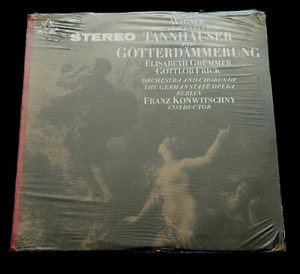 WAGNER
STEREO TANNHÄUSER
GÖTTERDÄMMERUNG
ELISABETH GRÜMMER
GOTTLOB FRICK
ORCHESTRA AND CHORUS OF
THE GERMAN STATE OPERA
BERLIN
FRANZ KONWITSCHNY
CONDUCTOR